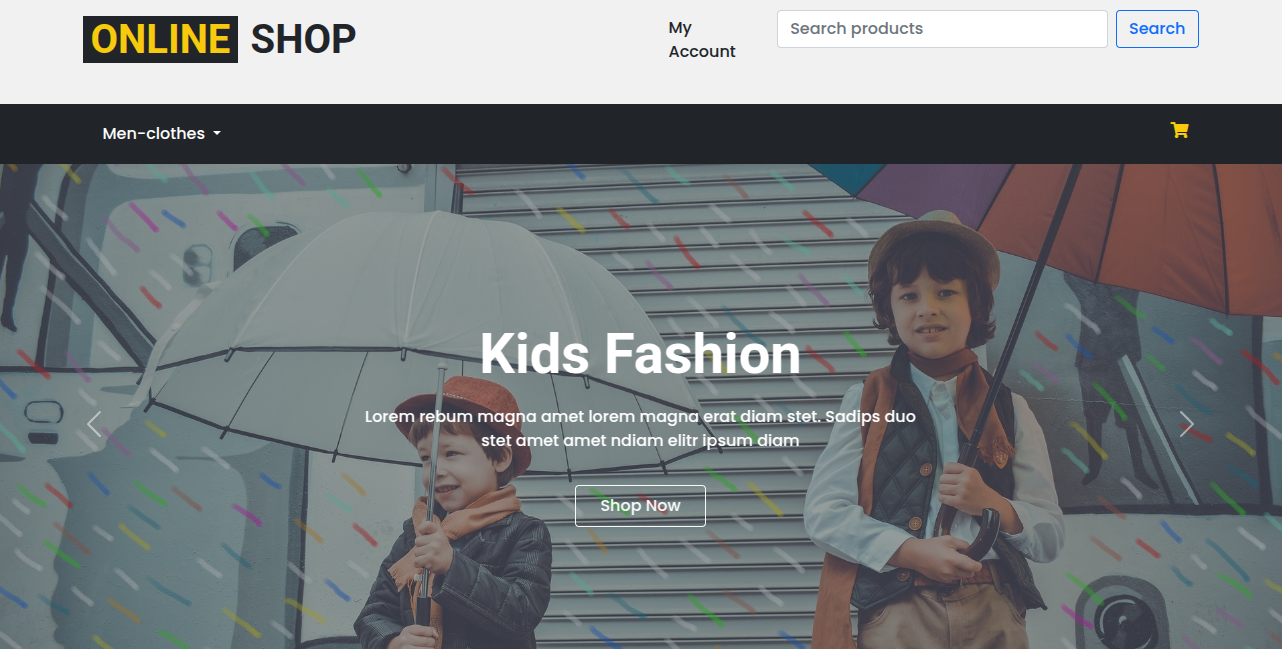 ONLINE SHOP
My
Account
Search products
Search
Men-clothes
Kids Fashion
Lorem rebum magna amet lorem magna erat diam stet. Sadips duo
stet amet amet ndiam elitr ipsum diam
Shop Now